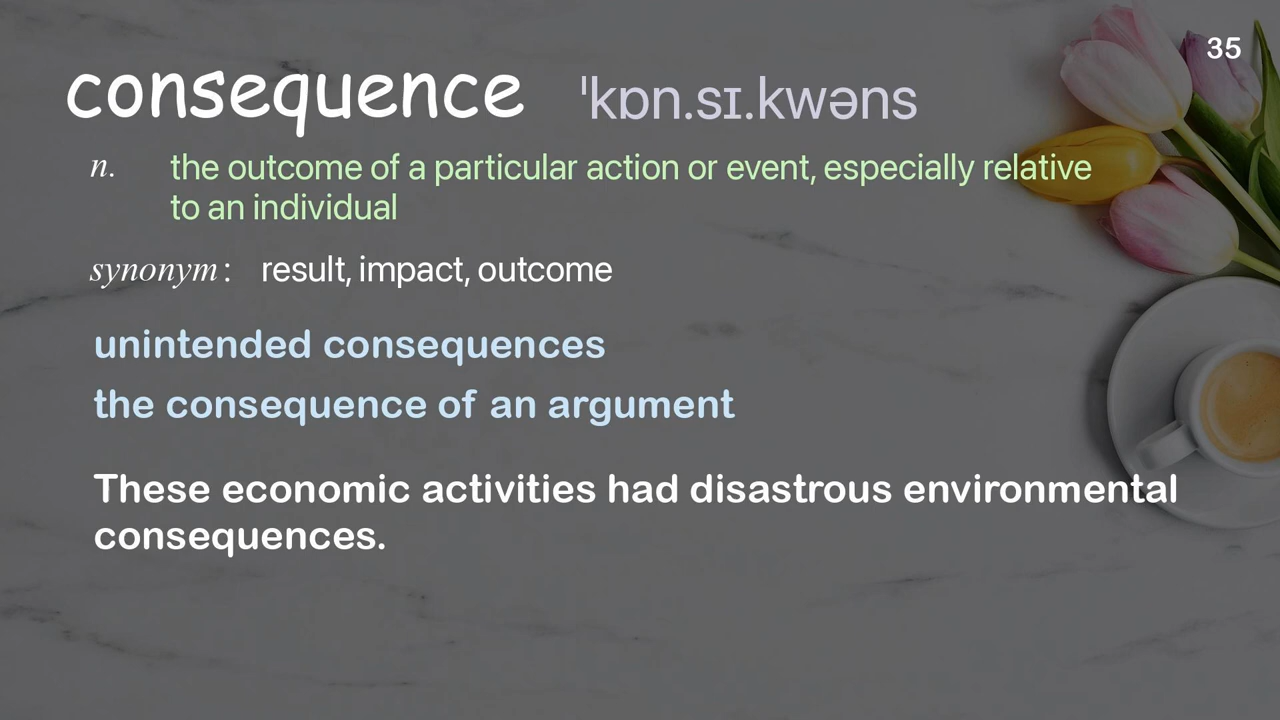 35
consequence ˈkɒn.sɪ.kwəns
n. the outcome of a particular action or event, especially relative
to an individual
synonym: result, impact, outcome
unintended consequences
the consequence of an argument
These economic activities had disastrous environmental
consequences.